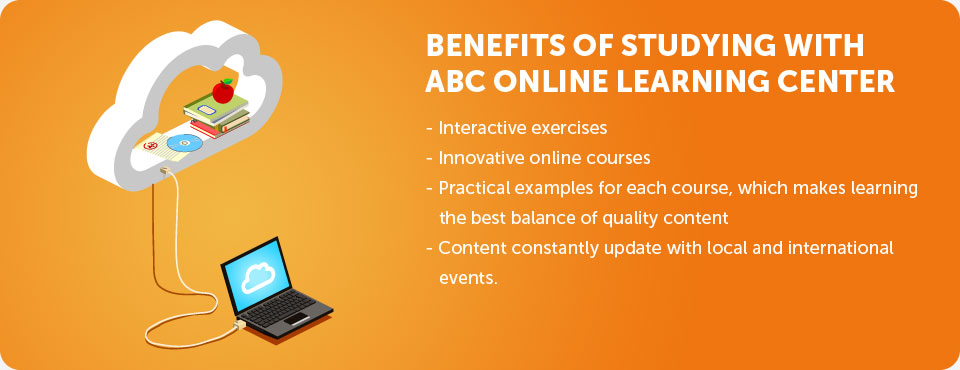 BENEFITS OF STUDYING WITH
ABC ONLINE LEARNING CENTER
- Interactive exercises
- Innovative online courses
- Practical examples for each course, which makes learning
the best balance of quality content
- Content constantly update with local and international
events.